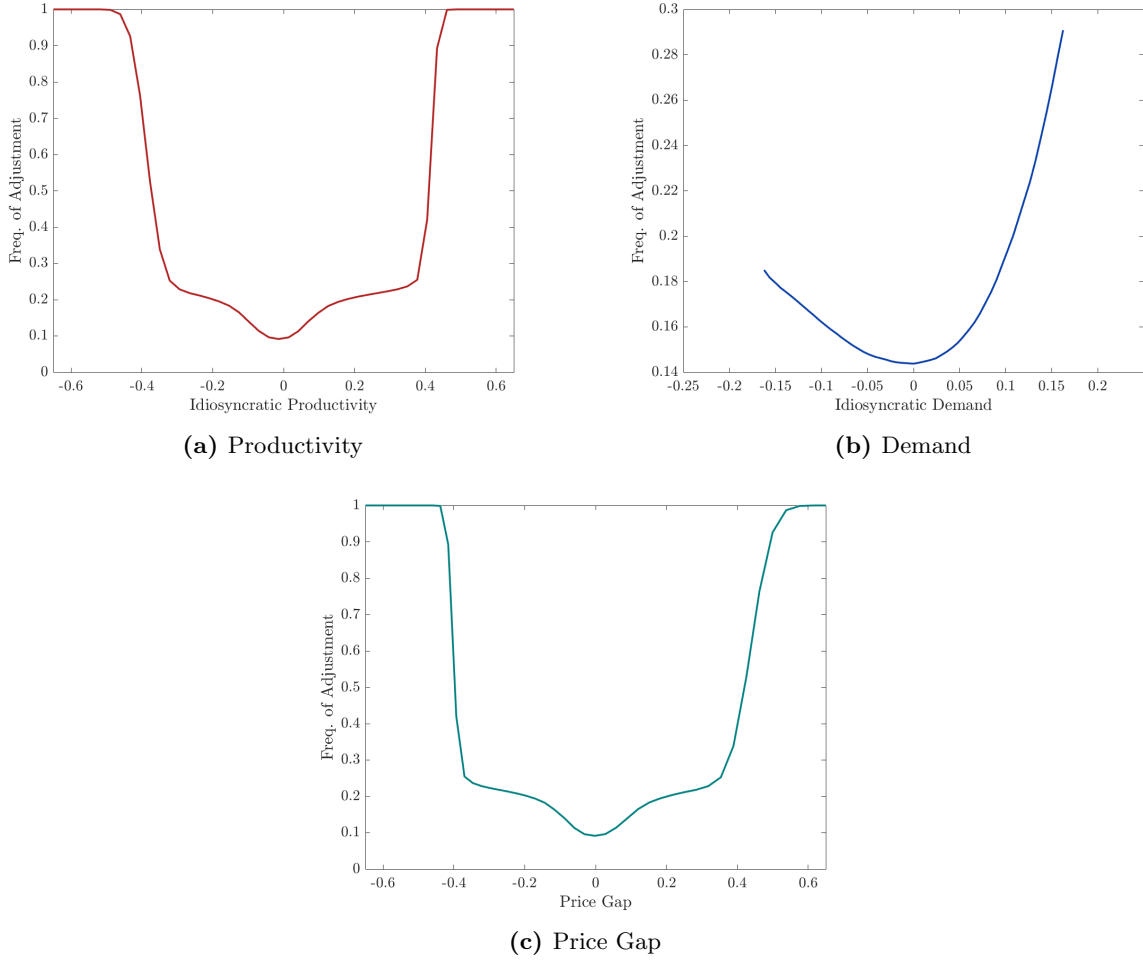 Freq. of Adjustment
1
0.9
0.8
0.7
0.6
0.5
0.4
0.3
0.2
0.1
0
-0.6 -0.4 -0.2 0 0.2 0.4 0.6
Idiosyncratic Productivity
(a) Productivity
Freq. of Adjustment
0.3
0.28
0.26
0.24
0.22
0.2
0.18
0.16
0.14
-0.25 -0.2 -0.15 -0.1 -0.05 0 0.05 0.1 0.15 0.2
Idiosyncratic Demand
(b) Demand
Freq. of Adjustment
1
0.9
0.8
0.7
0.6
0.5
0.4
0.3
0.2
0.1
0
-0.6 -0.4 -0.2 0 0.2 0.4 0.6
Price Gap
(c) Price Gap